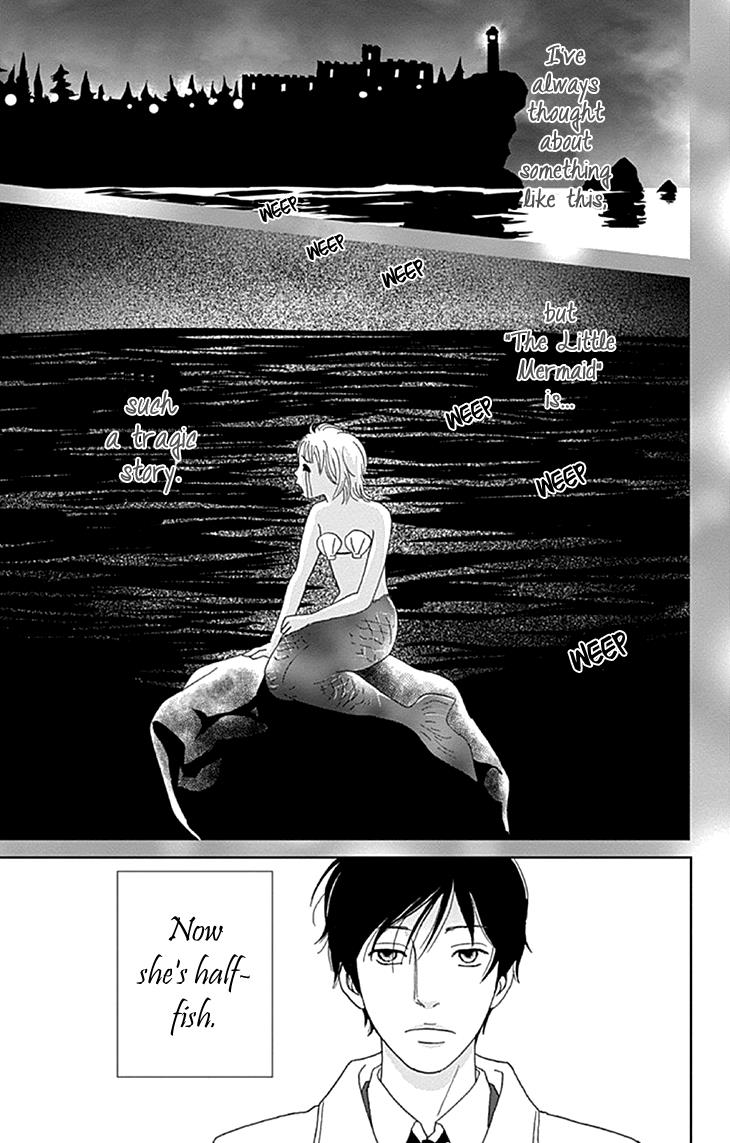 I've
always
thought
about
something
like this,
WEEP
WEEP
WEEP
but
"The Little
Mermaid"
is...
WEEP
such
a tragic
story.
WEEP
WEEP
Now
she's half-
fish.